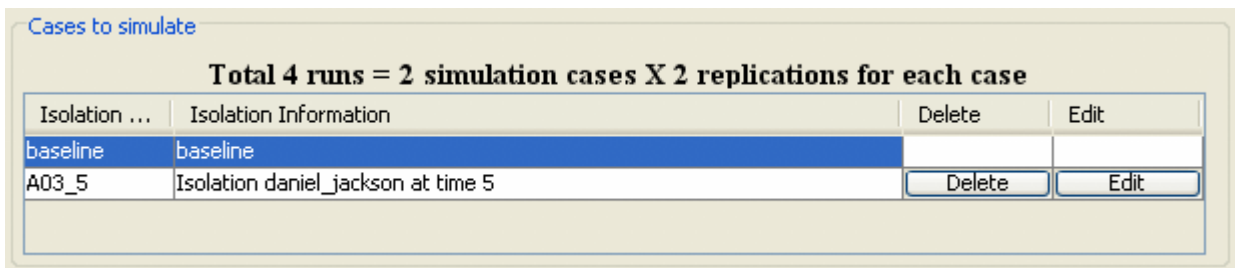 Cases to simulate
Total 4 runs = 2 simulation cases X 2 replications for each case
Isolation ... Isolation Information Delete Edit
baseline baseline
A03_5 Isolation daniel_jackson at time 5 Delete Edit